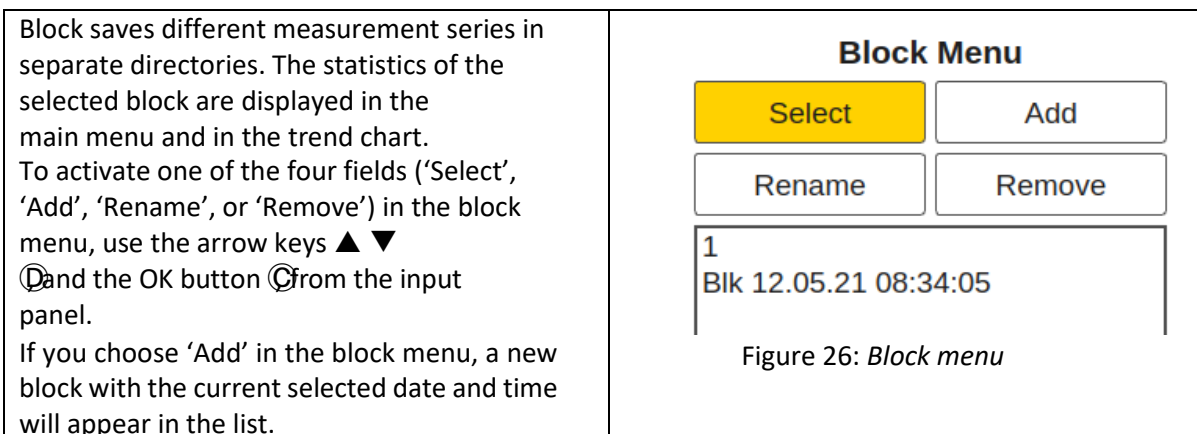 Block saves different measurement series in
separate directories. The statistics of the
selected block are displayed in the
main menu and in the trend chart.
To activate one of the four fields (‘Select’,
‘Add’, ‘Rename’, or ‘Remove’) in the block
menu, use the arrow keys ▲ ▼
Ⓓand the OK button Ⓒfrom the input
panel.
If you choose ‘Add’ in the block menu, a new
block with the current selected date and time
will appear in the list.
Block Menu
Select Add
Rename Remove
1
Blk 12.05.21 08:34:05
Figure 26: Block menu